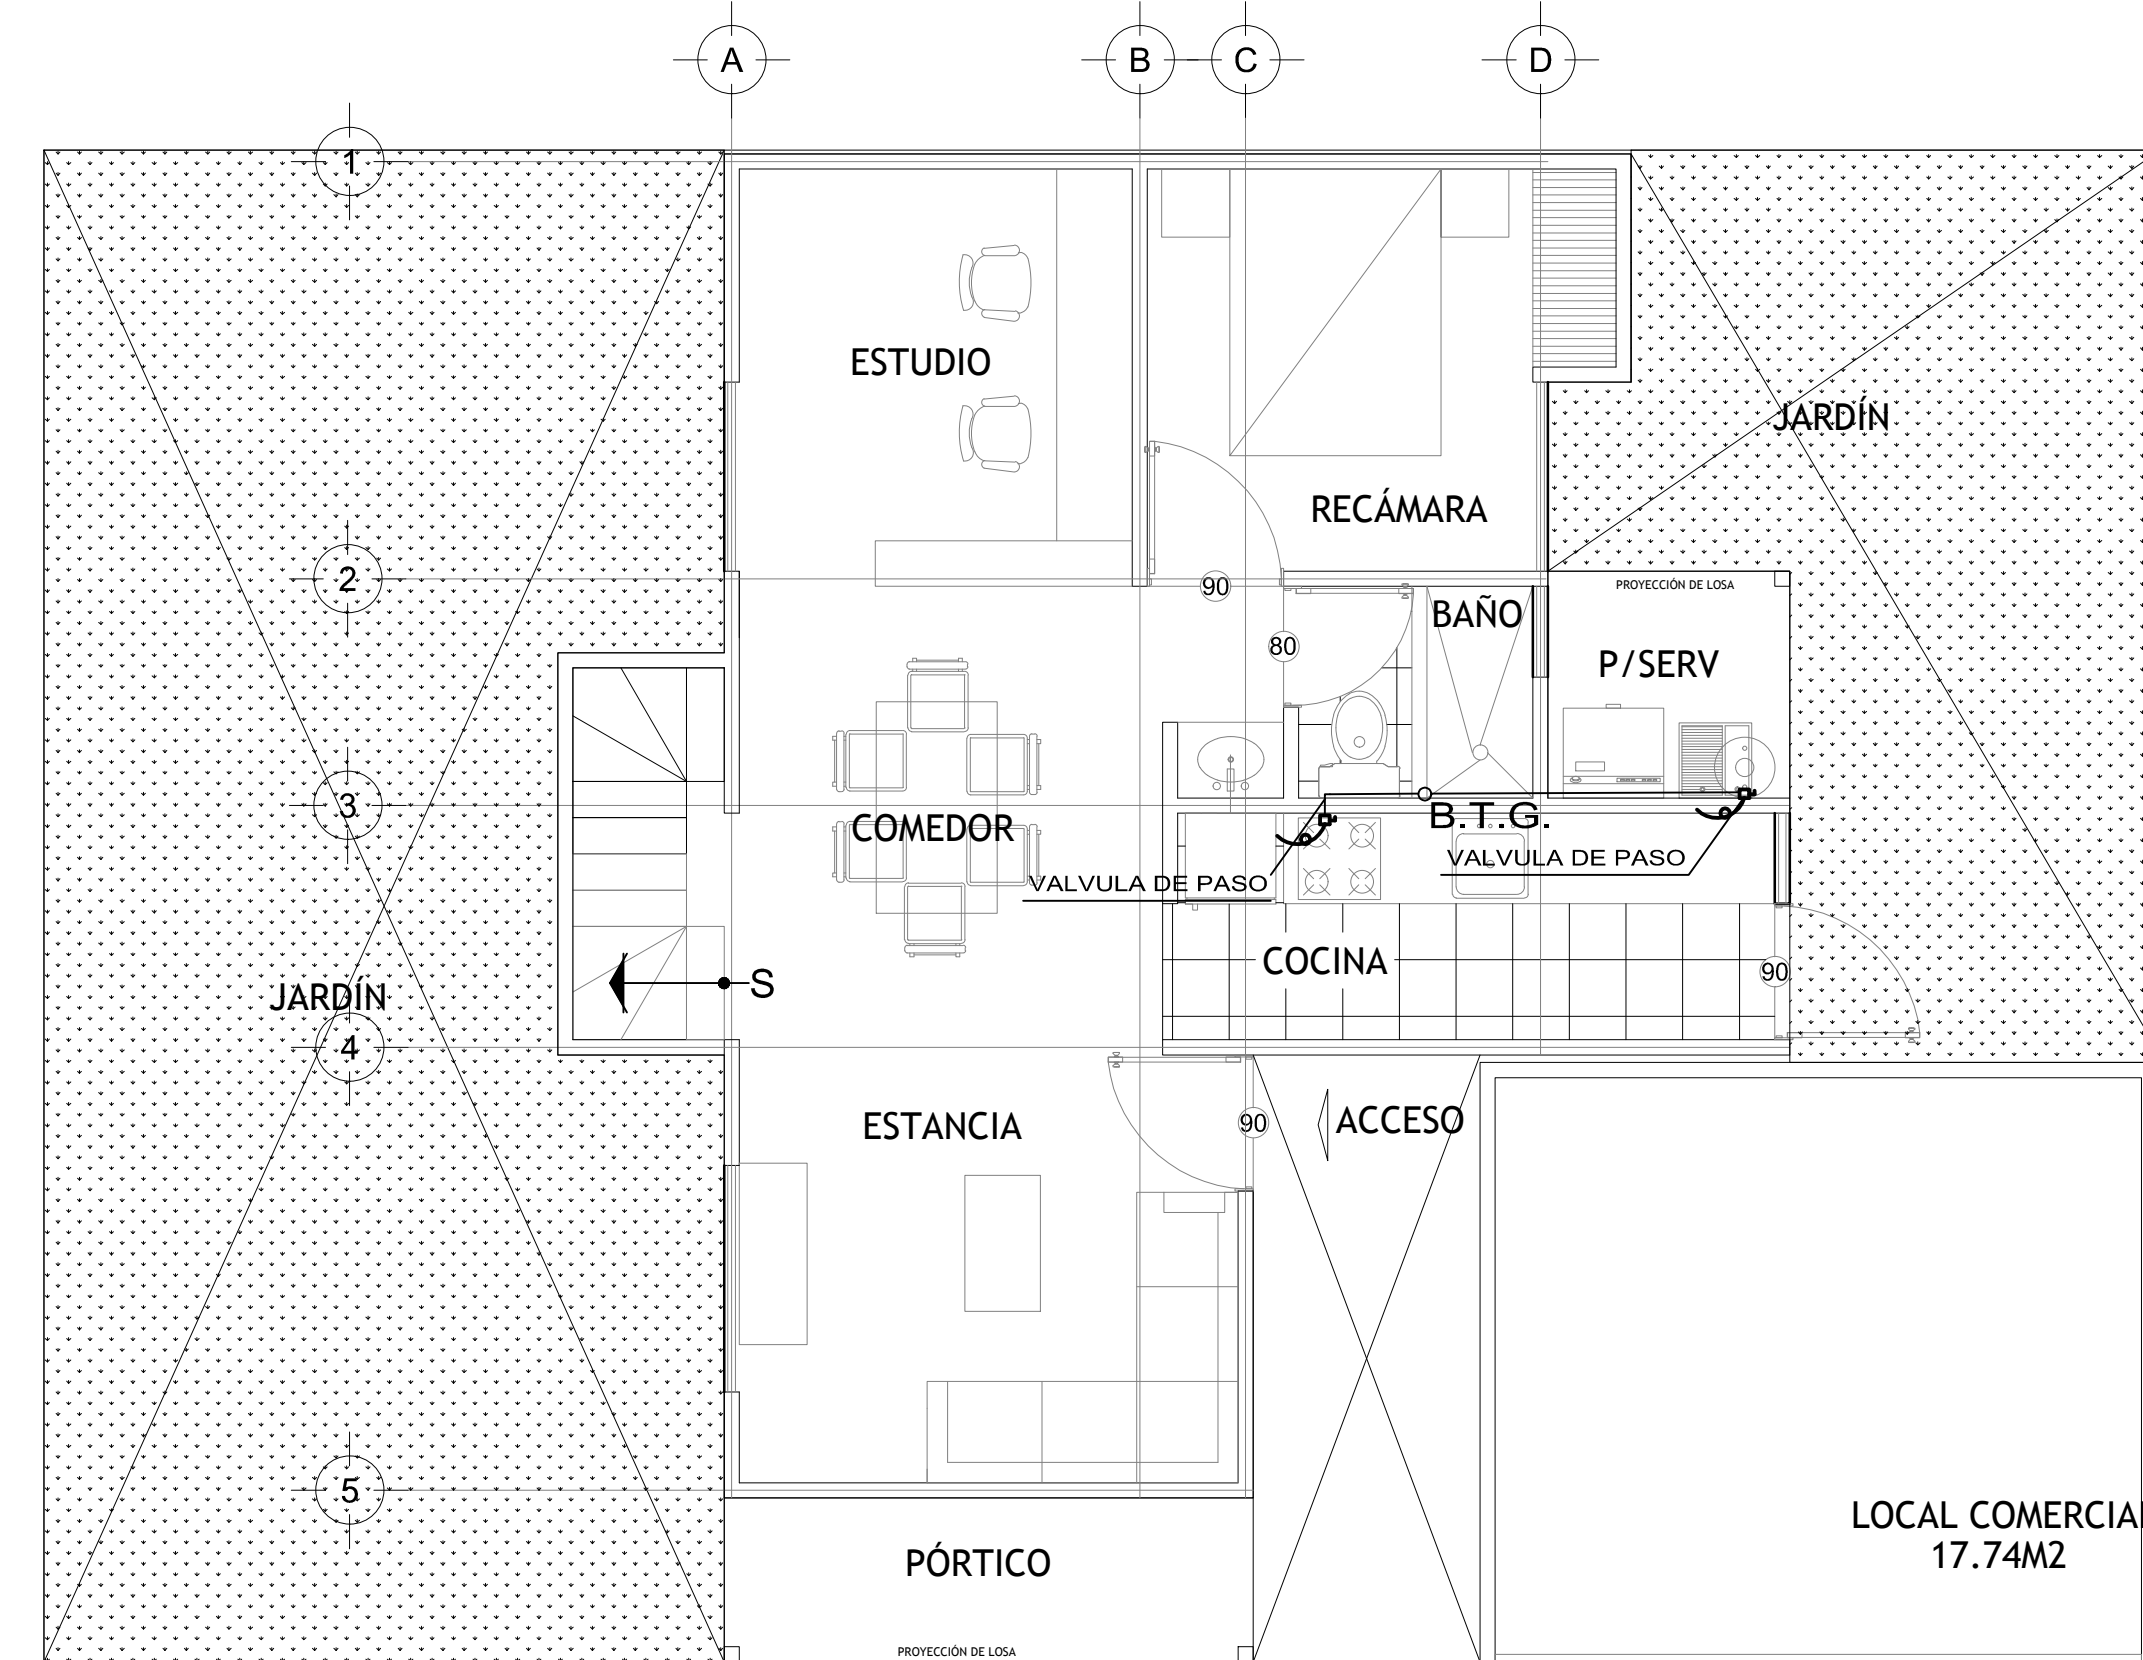 A
B
C
D
1
ESTUDIO
JARDÍN
RECÁMARA
2
90
PROYECCIÓN DE LOSA
BAÑO
80
P/SERV
3
COMEDOR
B.T.G.
VALVULA DE PASO
VALVULA DE PASO
COCINA
90
S
JARDÍN
4
ESTANCIA
90
ACCESO
5
LOCAL COMERCIAL
17.74M2
PÓRTICO
PROYECCIÓN DE LOSA